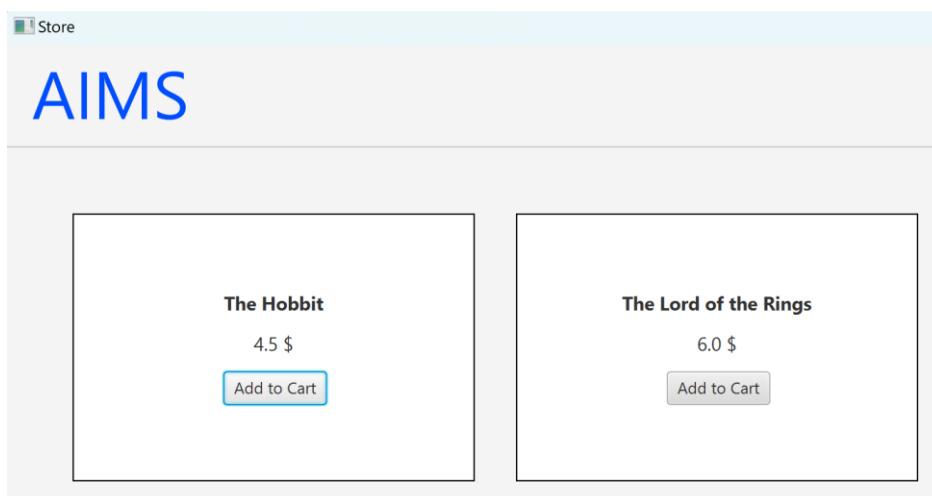 Store
AIMS
The Hobbit
4.5 $
Add to Cart
The Lord of the Rings
6.0 $
Add to Cart